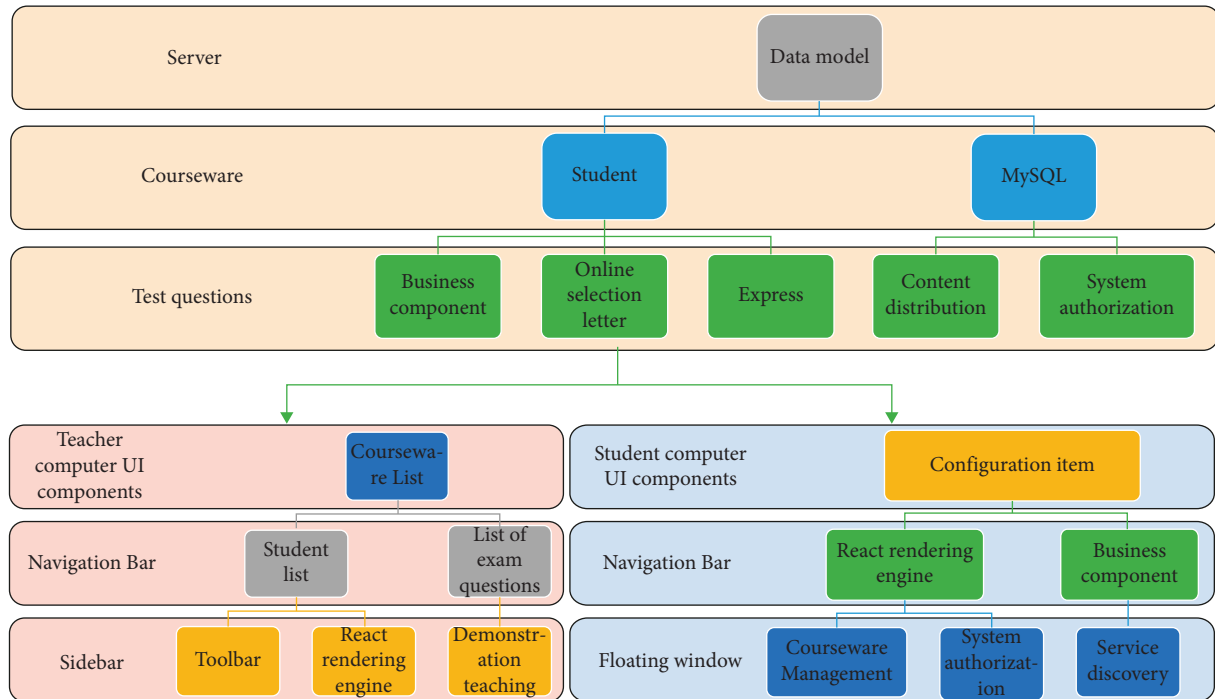 Server
Data model
Courseware
Student
MySQL
Test questions
Business
component
Online
selection
letter
Express
Content
distribution
System
authorization
Teacher
computer UI
components
Coursewa-
re List
Navigation Bar
Student
list
List of
exam
questions
Sidebar
Toolbar
React
rendering
engine
Demonstr-
ation
teaching
Student computer
UI components
Configuration item
Navigation Bar
React rendering
engine
Business
component
Floating window
Courseware
Management
System
authorizat-
ion
Service
discovery